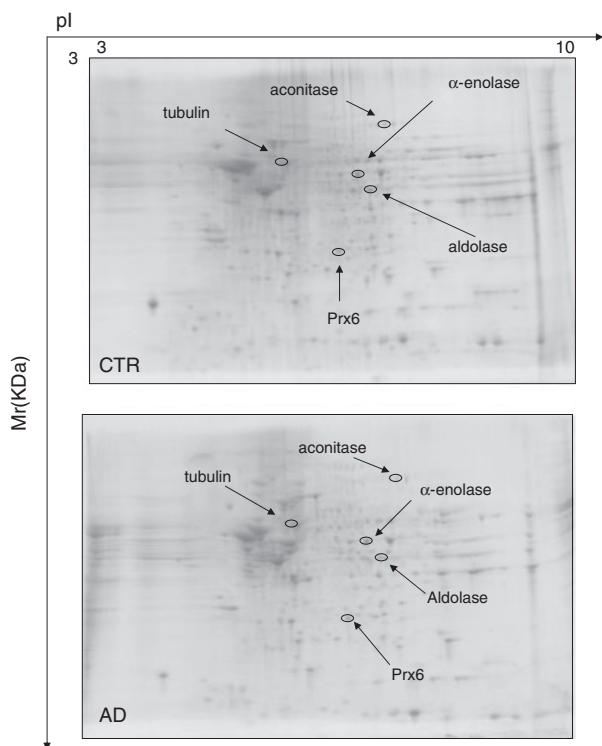 pI
3
10
3
aconitase
α-enolase
tubulin
aldolase
Prx6
CTR
Mr(KDa)
aconitase
tubulin
α-enolase
Aldolase
Prx6
AD